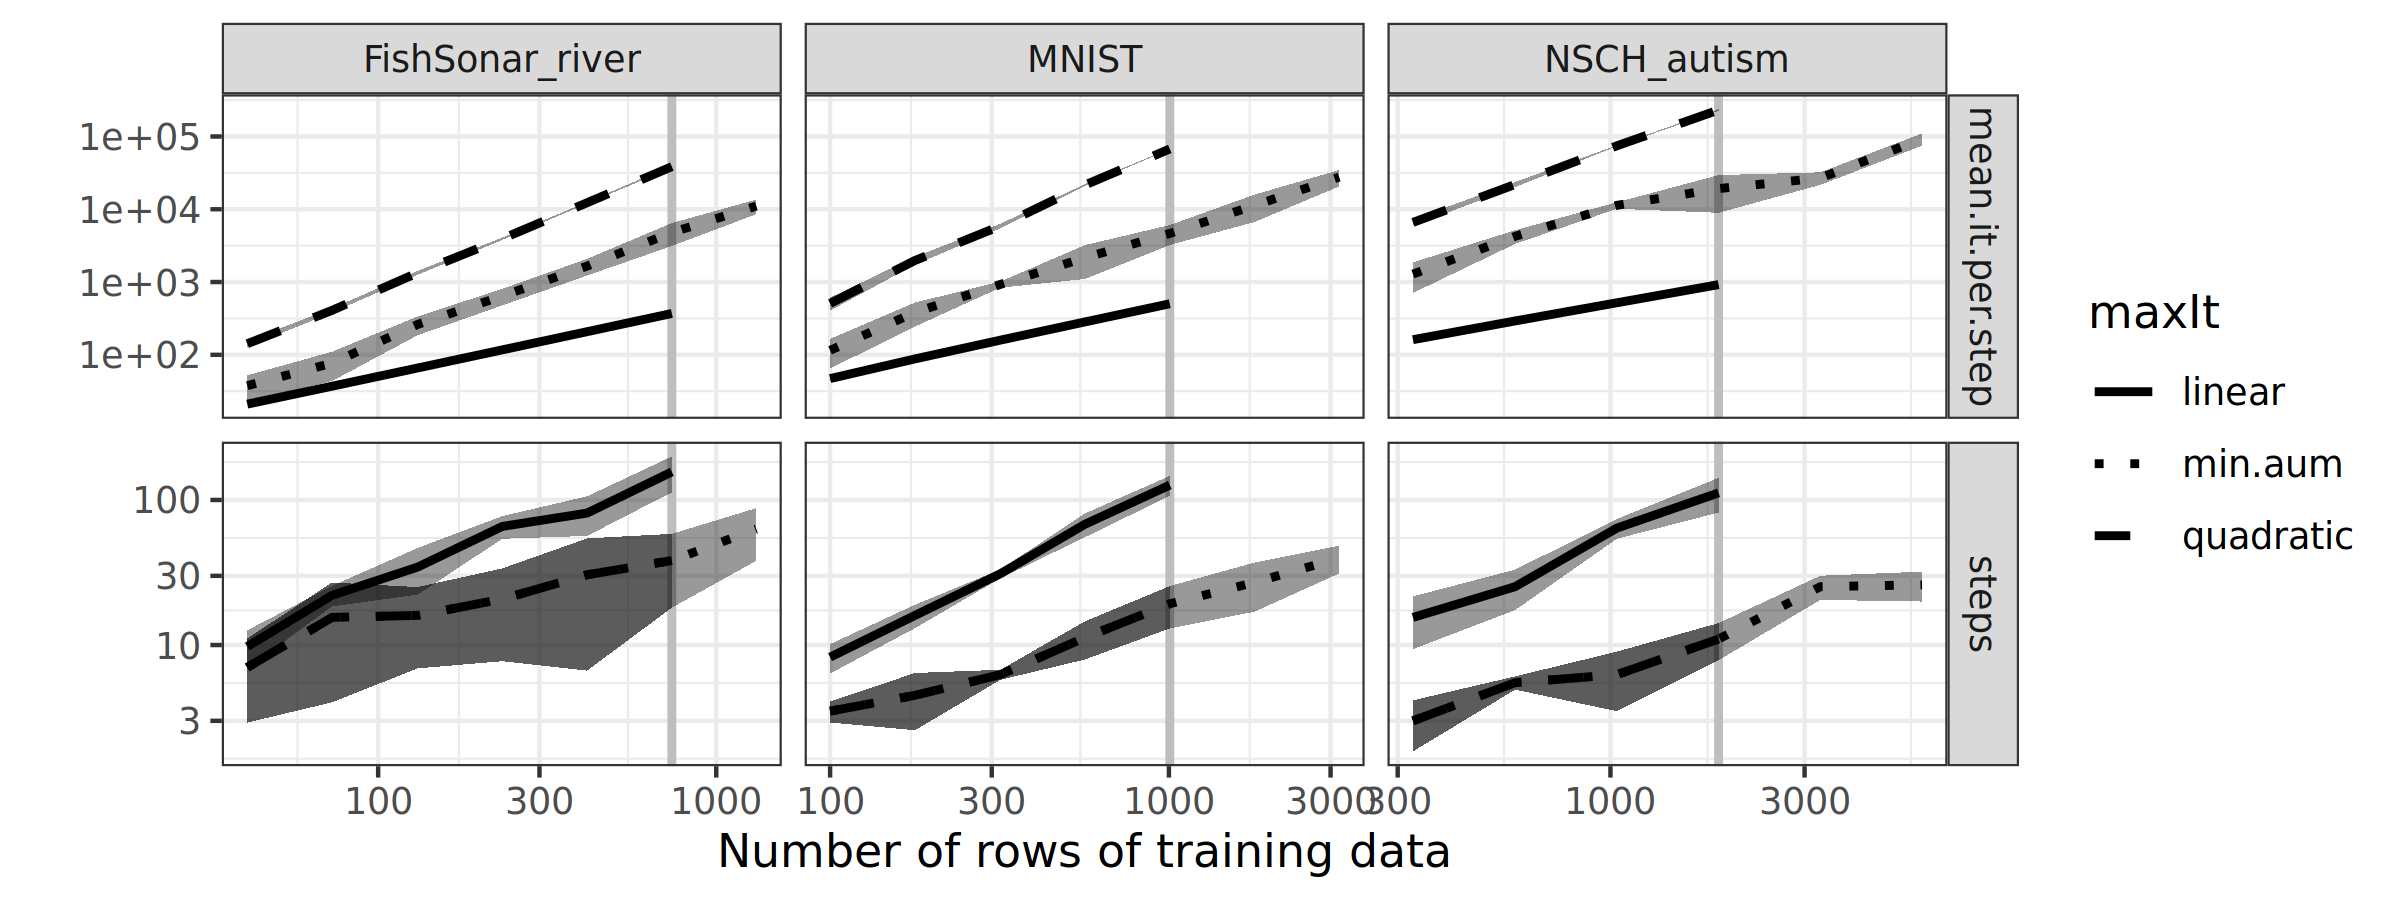 FishSonar_river MNIST NSCH_autism
1e+05
1e+04
1e+03
1e+02
mean.it.per.step
100
30
10
3
steps
100 300 1000 100 300 1000 3000 300 1000 3000
Number of rows of training data
maxIt
linear
min.aum
quadratic